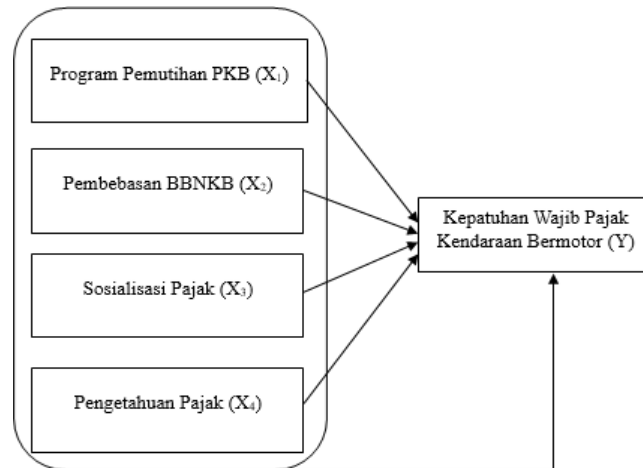 Program Pemutihan PKB (X₁)
Pembebasan BBNKB (X₂)
Sosialisasi Pajak (X₃)
Pengetahuan Pajak (X₄)
Kepatuhan Wajib Pajak
Kendaraan Bermotor (Y)